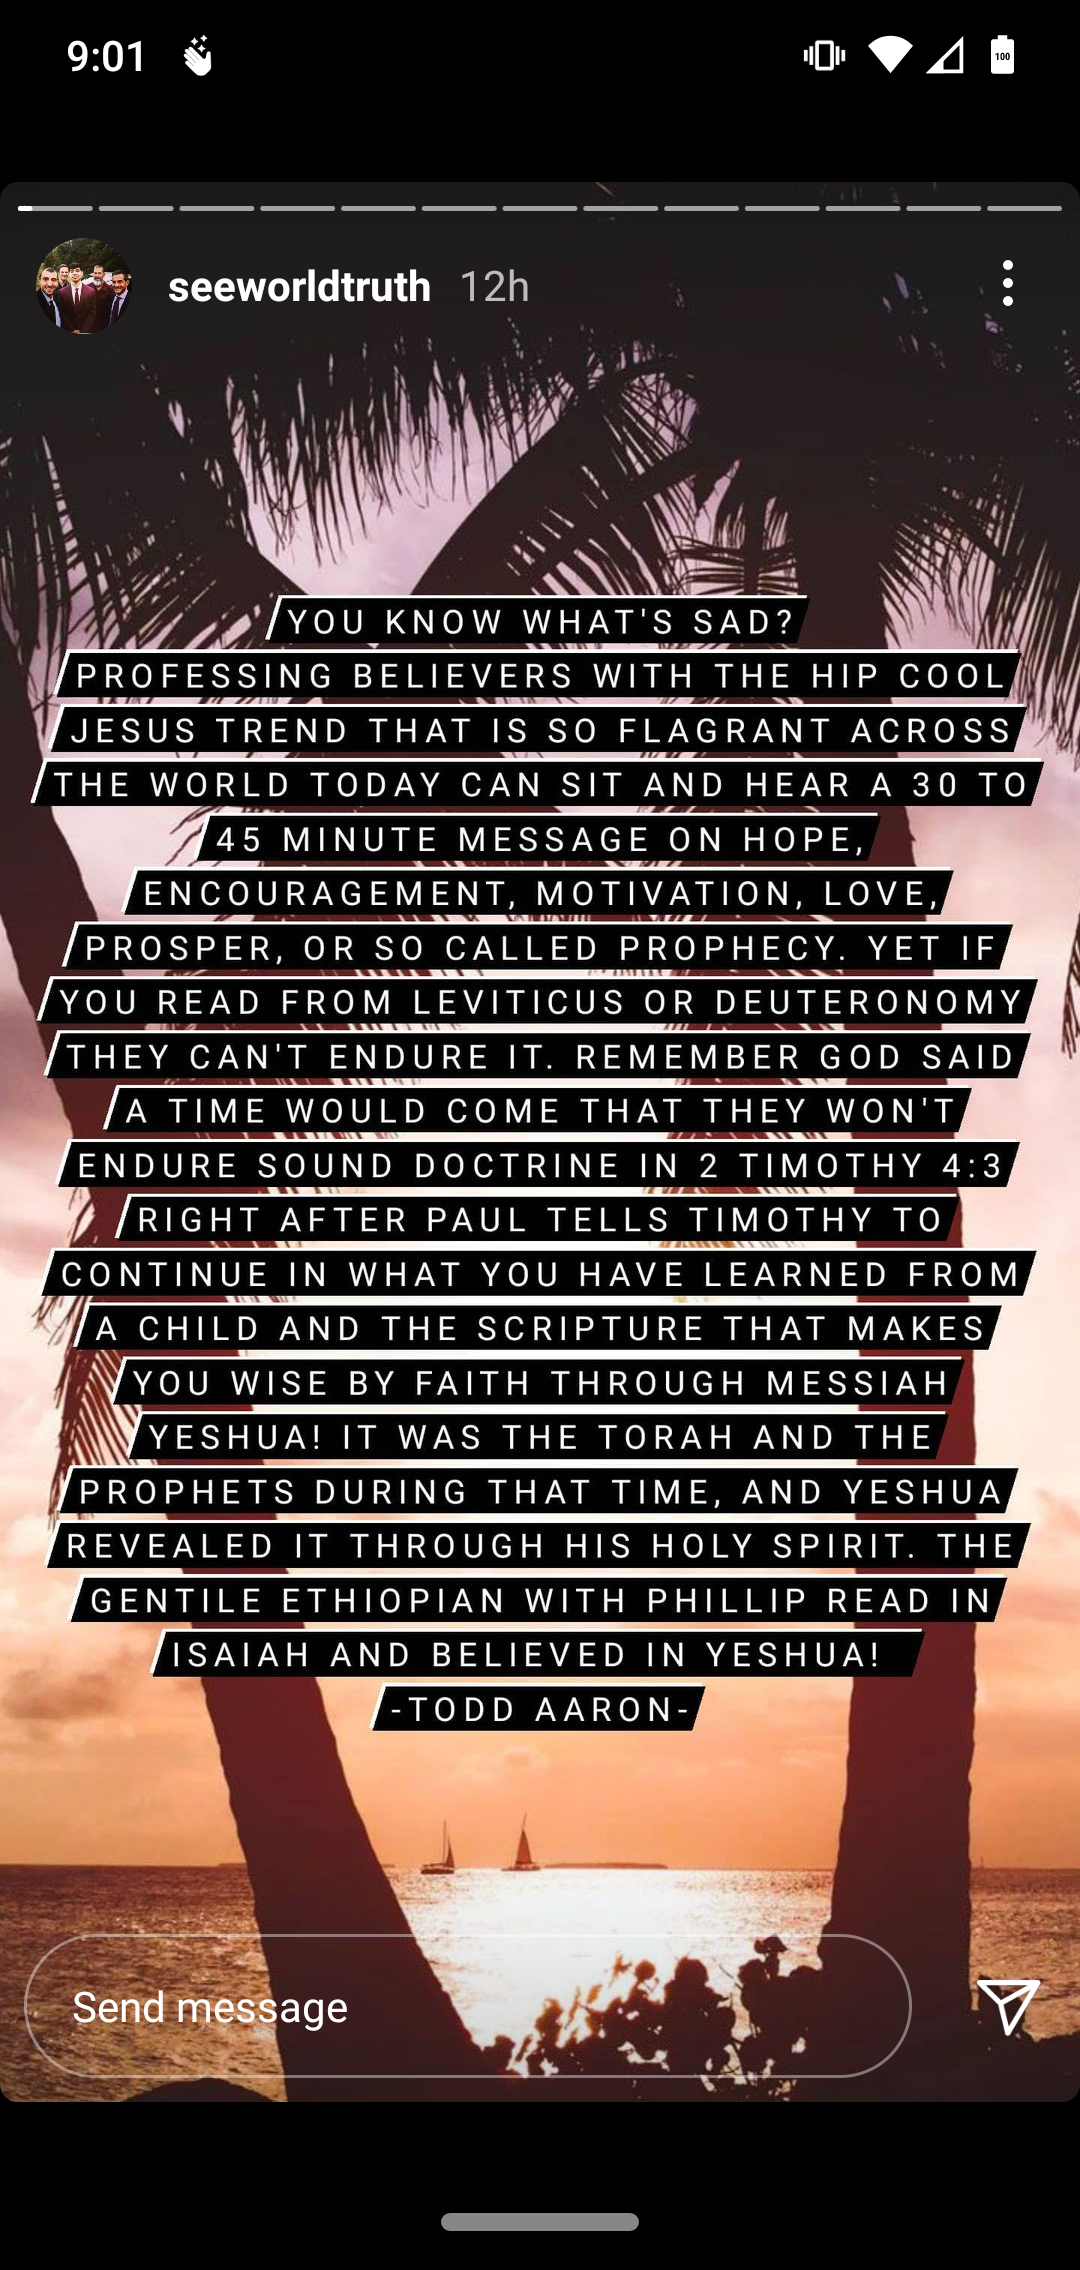 9:01
100
seeworldtruth 12h
YOU KNOW WHAT'S SAD?
PROFESSING BELIEVERS WITH THE HIP COOL
JESUS TREND THAT IS SO FLAGRANT ACROSS
THE WORLD TODAY CAN SIT AND HEAR A 30 TO
45 MINUTE MESSAGE ON HOPE,
ENCOURAGEMENT, MOTIVATION, LOVE,
PROSPER, OR SO CALLED PROPHECY. YET IF
YOU READ FROM LEVITICUS OR DEUTERONOMY
THEY CAN'T ENDURE IT. REMEMBER GOD SAID
A TIME WOULD COME THAT THEY WON'T
ENDURE SOUND DOCTRINE IN 2 TIMOTHY 4:3
RIGHT AFTER PAUL TELLS TIMOTHY TO
CONTINUE IN WHAT YOU HAVE LEARNED FROM
A CHILD AND THE SCRIPTURE THAT MAKES
YOU WISE BY FAITH THROUGH MESSIAH
YESHUA! IT WAS THE TORAH AND THE
PROPHETS DURING THAT TIME, AND YESHUA
REVEALED IT THROUGH HIS HOLY SPIRIT. THE
GENTILE ETHIOPIAN WITH PHILLIP READ IN
ISAIAH AND BELIEVED IN YESHUA!
-TODD AARON-
Send message